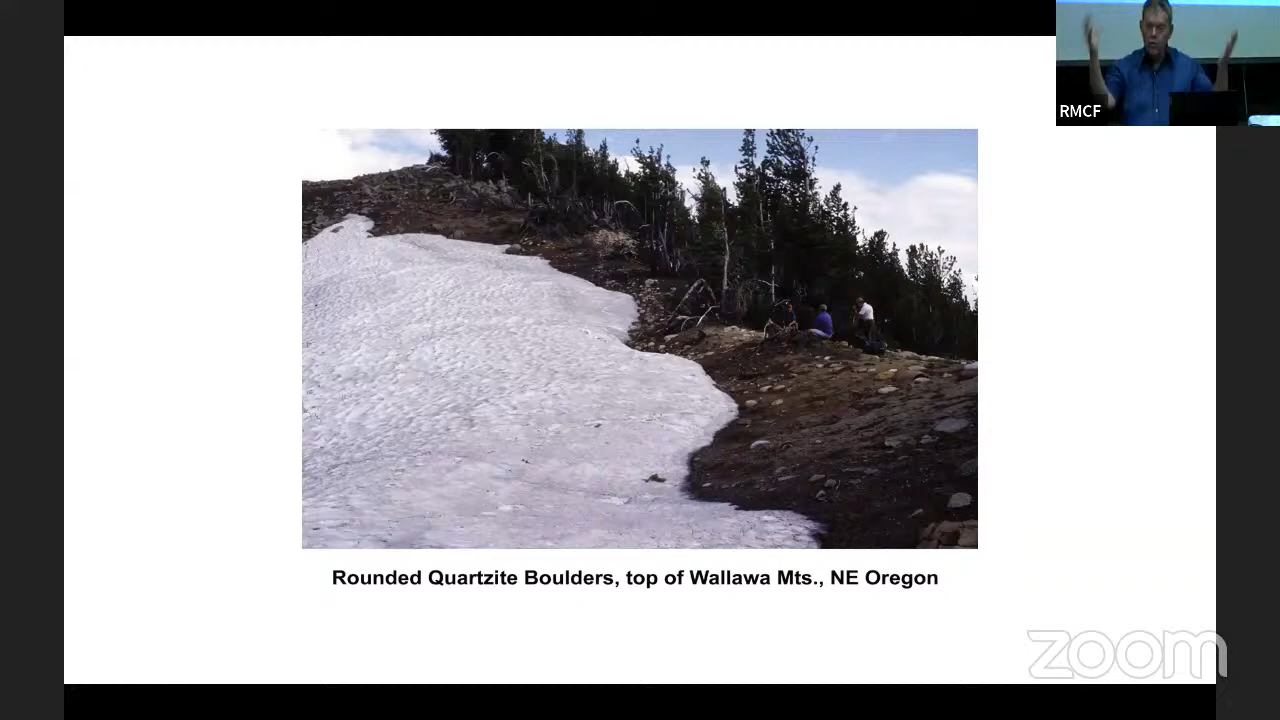 RMCF
Rounded Quartzite Boulders, top of Wallawa Mts., NE Oregon
zoom